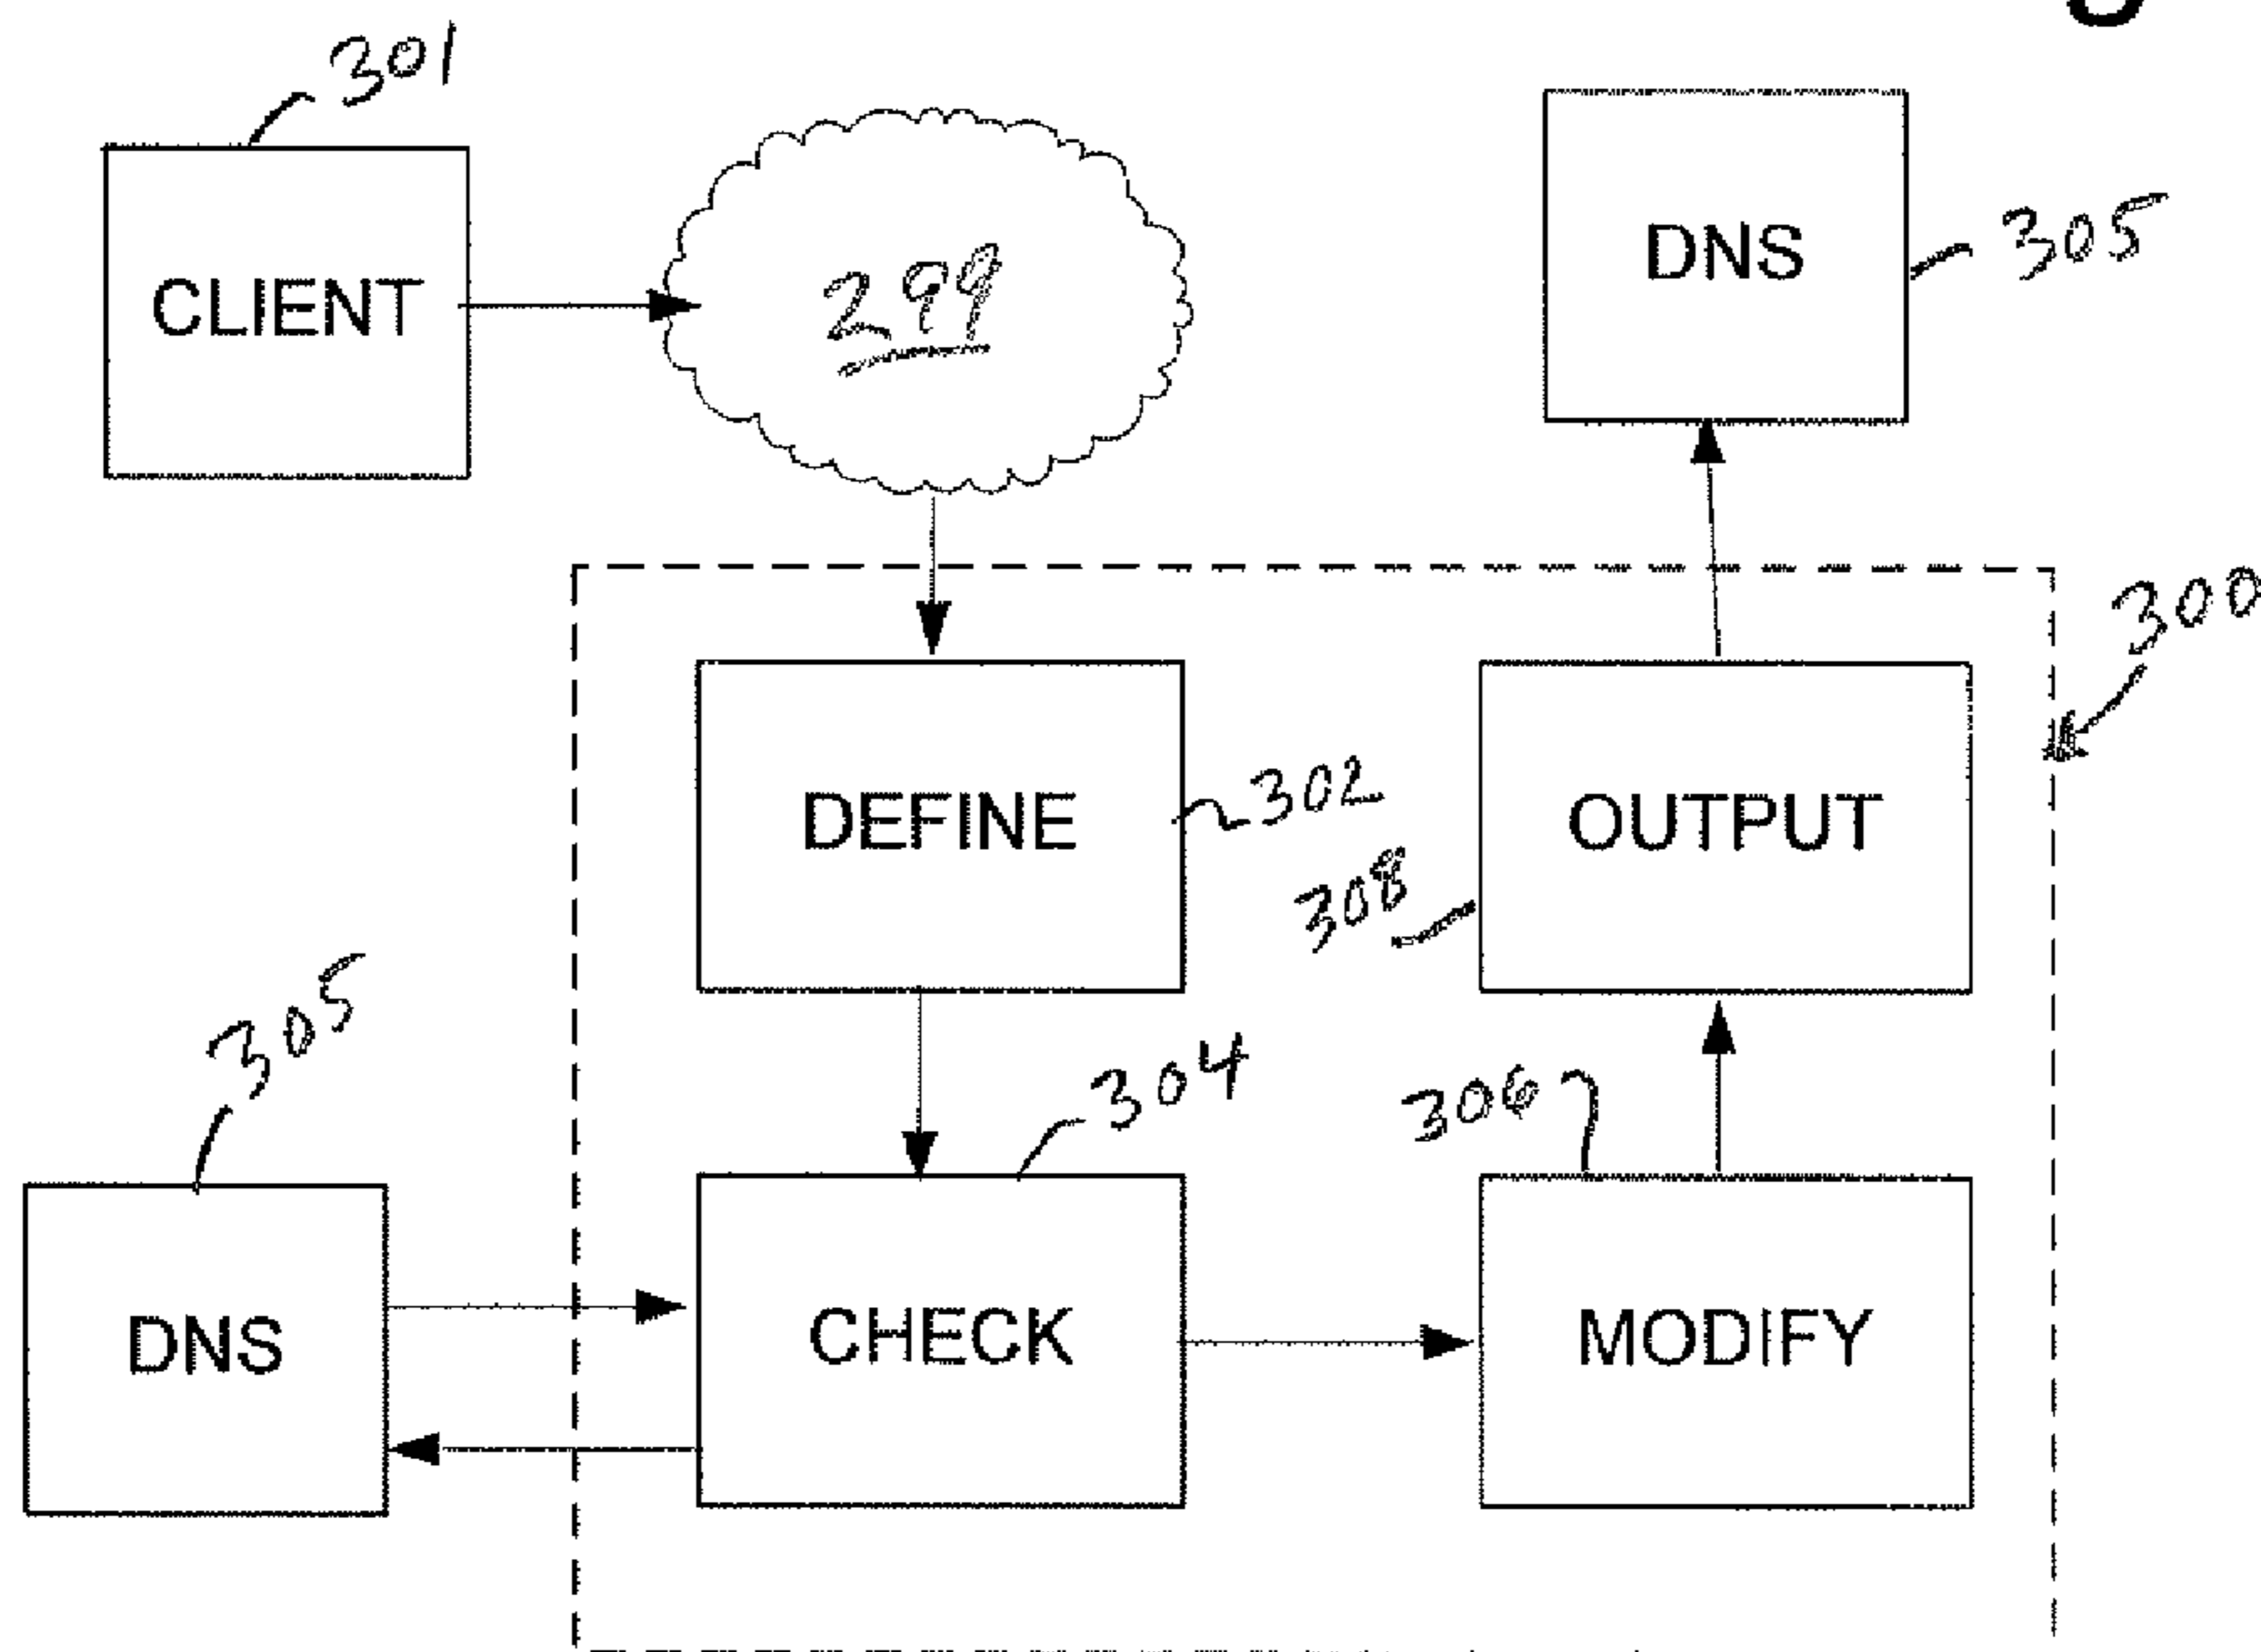 301
CLIENT
299
DNS
305
300
DEFINE
302
OUTPUT
308
305
304
306
DNS
CHECK
MODIFY